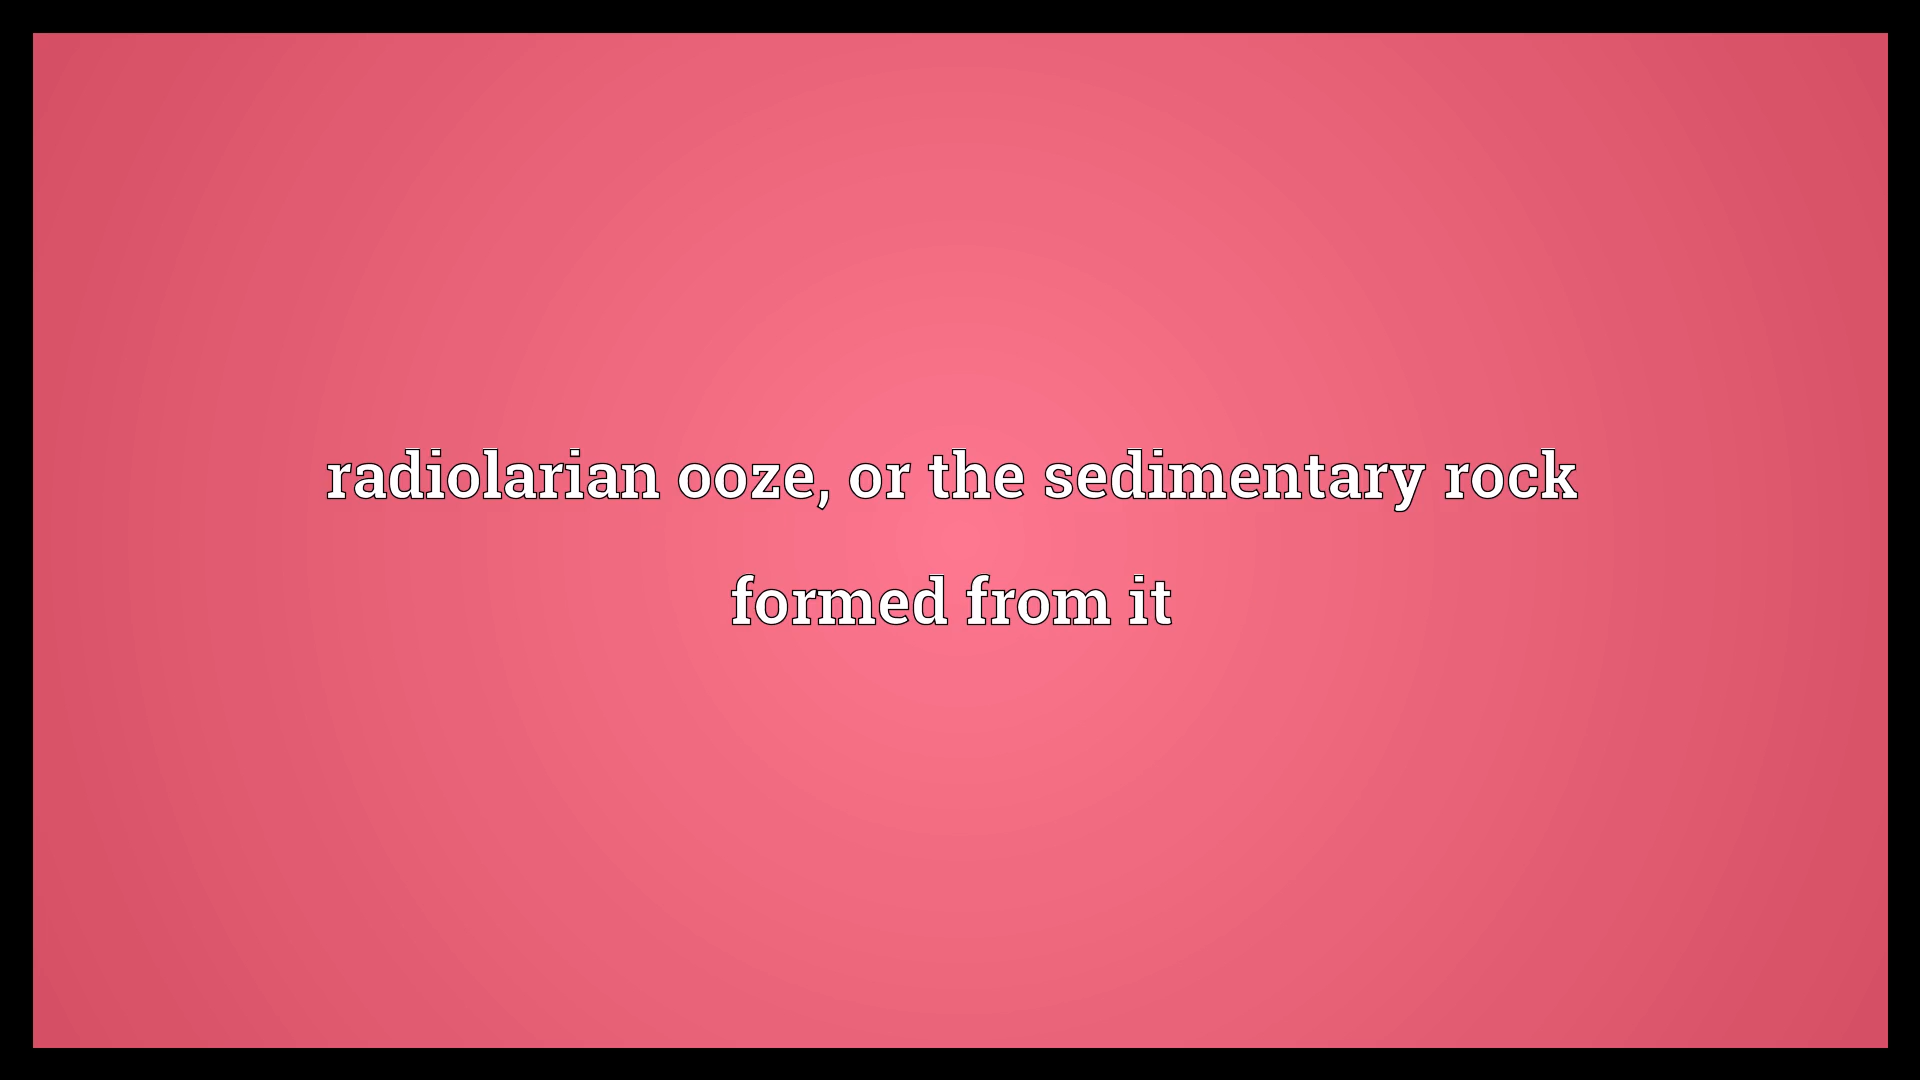 radiolarian ooze, or the sedimentary rock
formed from it